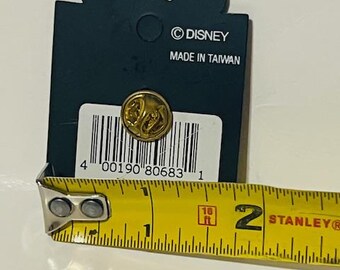 © DISNEY
MADE IN TAIWAN
4 00190 80683 1
1 2 STANLEY®